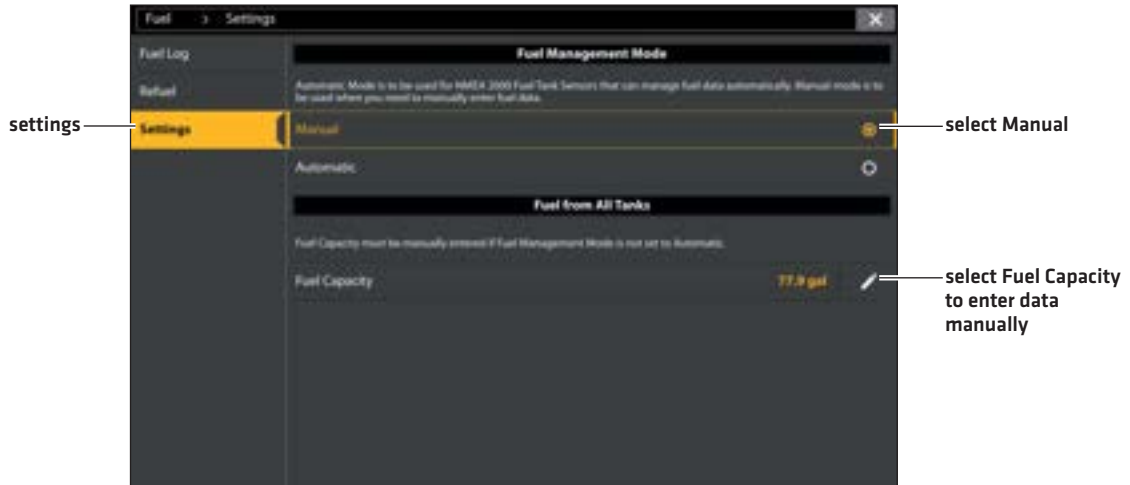 Fuel > Settings
Fuel Log
Fuel Management Mode
Refuel
Automatic Mode is to be used for NMEA 2000 Fuel Tank Sensors that can manage fuel data automatically. Manual mode is to
be used when you need to manually enter fuel data.
settings
Settings
Manual
select Manual
Automatic
Fuel from All Tanks
Fuel Capacity must be manually entered if Fuel Management Mode is not set to Automatic.
Fuel Capacity
77.9 gal
select Fuel Capacity
to enter data
manually